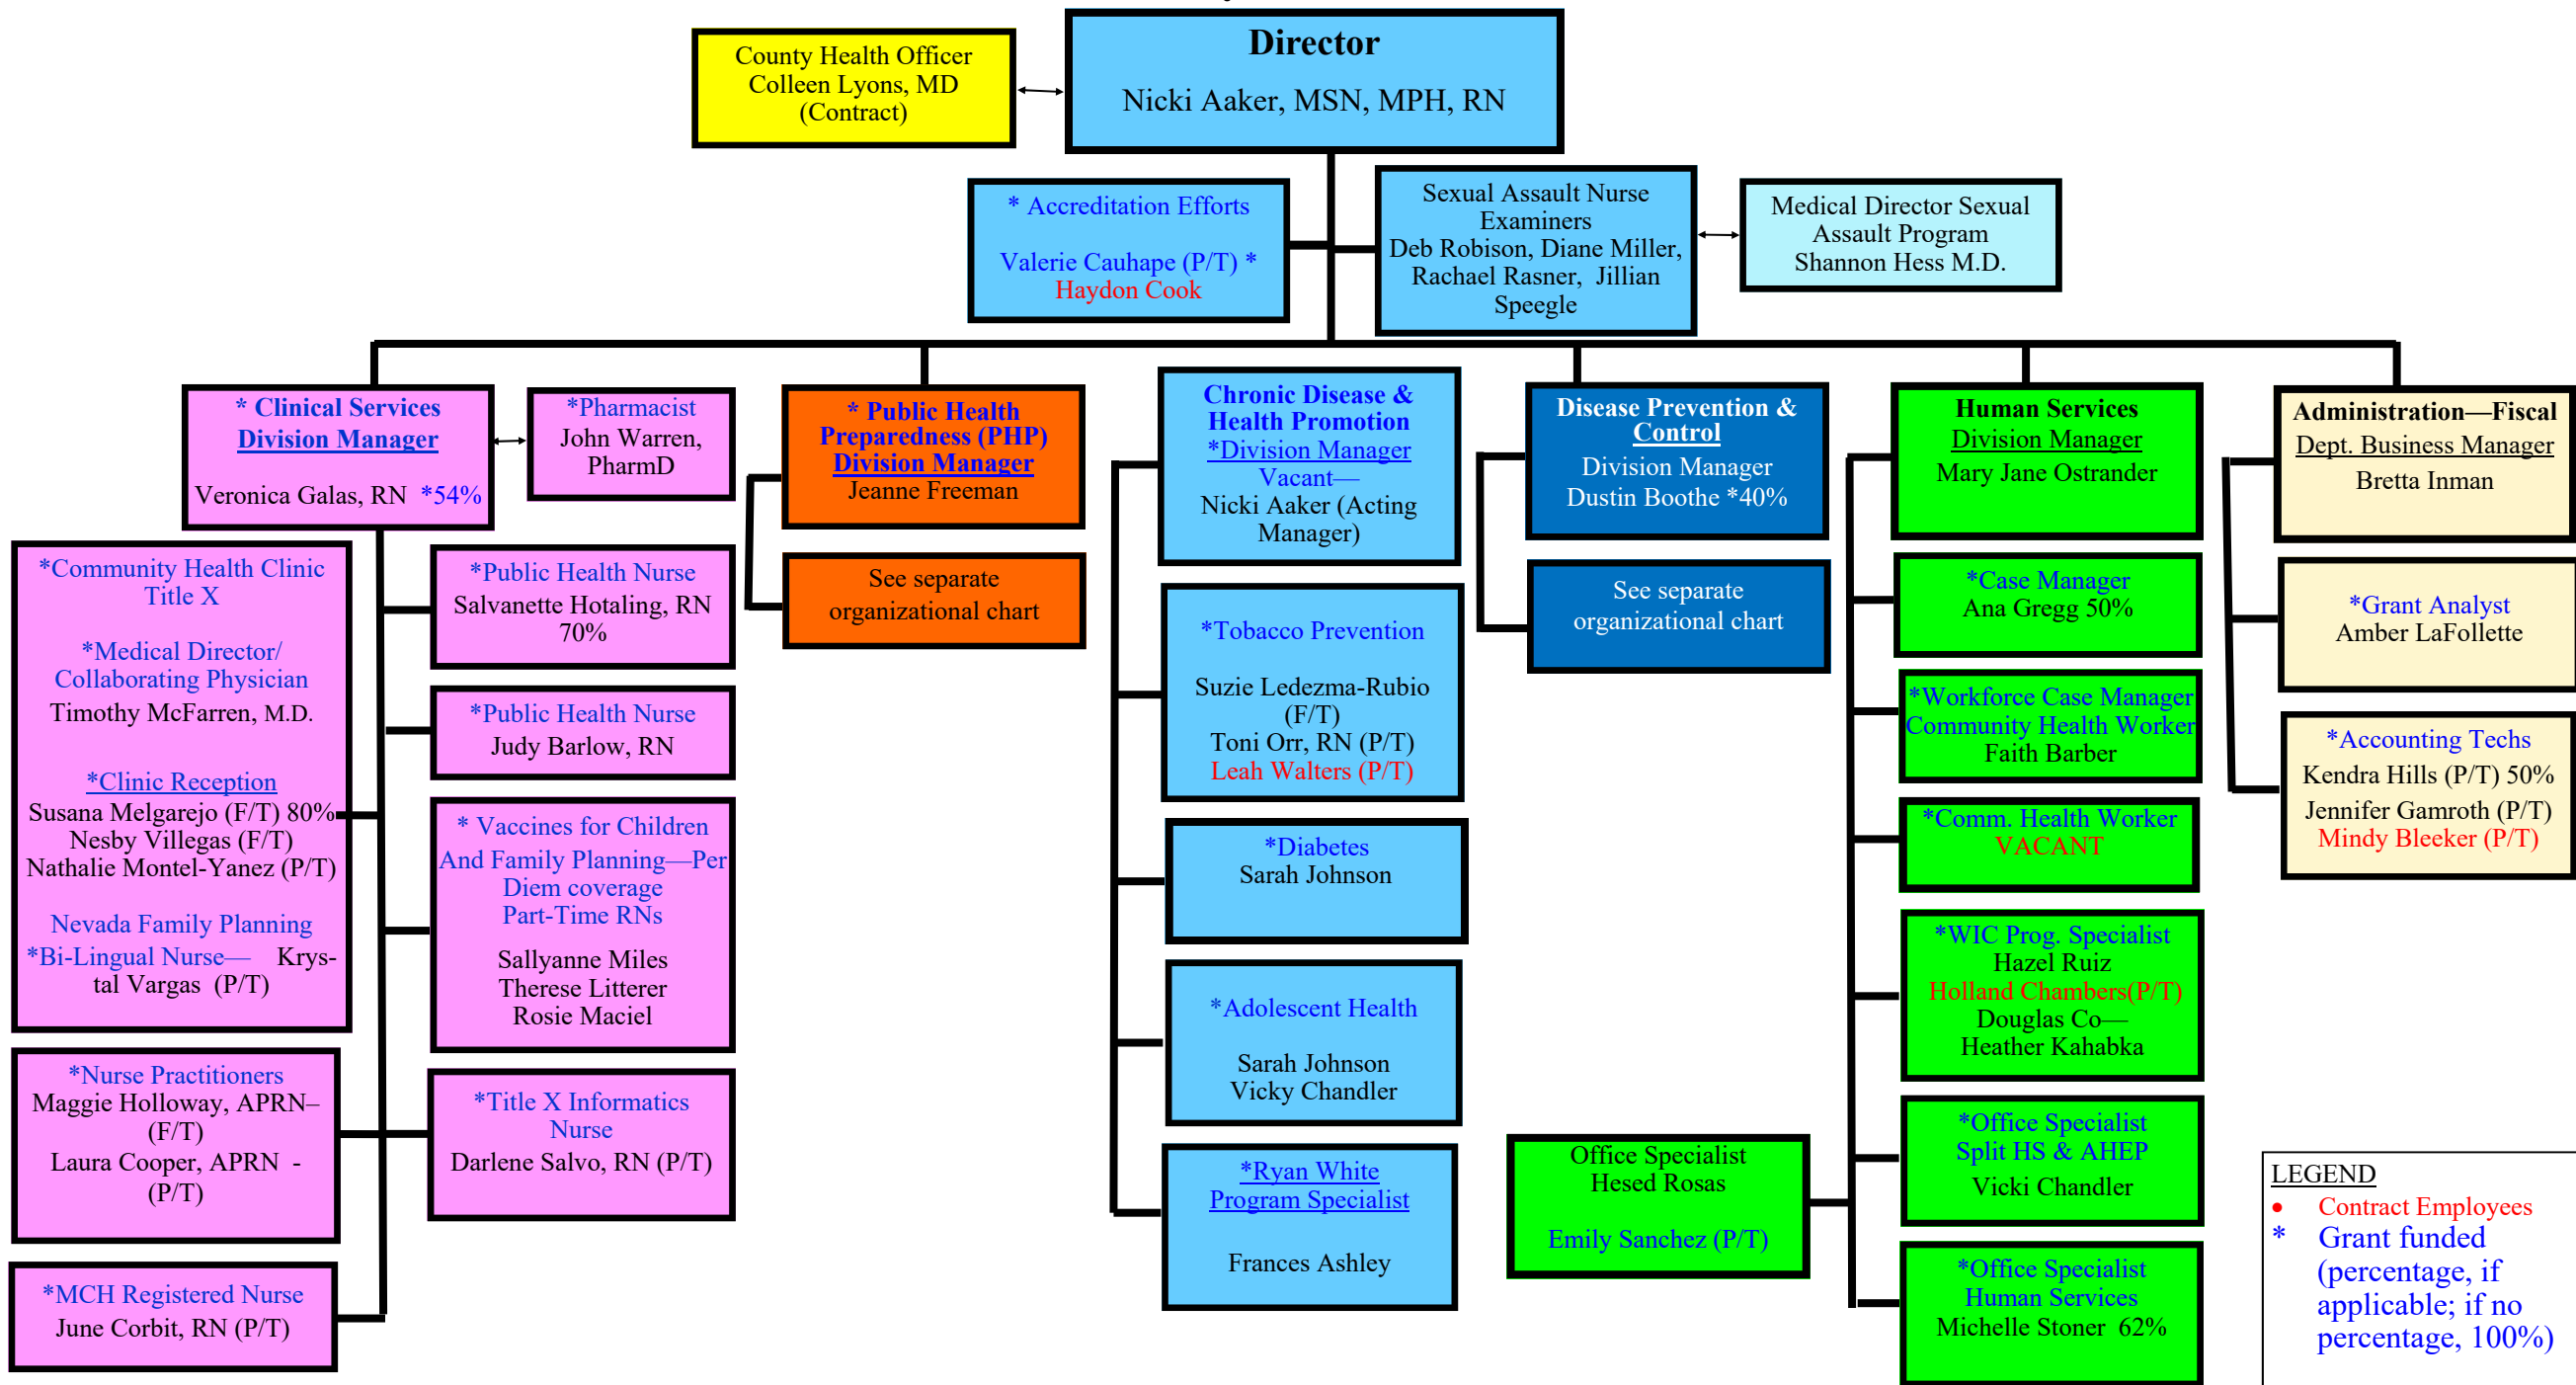 County Health Officer
Colleen Lyons, MD
(Contract)
Director
Nicki Aaker, MSN, MPH, RN
* Accreditation Efforts
Valerie Cauhape (P/T) *
Haydon Cook
Sexual Assault Nurse
Examiners
Deb Robison, Diane Miller,
Rachael Rasner, Jillian
Speegle
Medical Director Sexual
Assault Program
Shannon Hess M.D.
* Clinical Services
Division Manager
Veronica Galas, RN *54%
*Pharmacist
John Warren,
PharmD
*Community Health Clinic
Title X
*Medical Director/
Collaborating Physician
Timothy McFarren, M.D.
*Clinic Reception
Susana Melgarejo (F/T) 80%
Nesby Villegas (F/T)
Nathalie Montel-Yanez (P/T)
Nevada Family Planning
*Bi-Lingual Nurse— Krys-
tal Vargas (P/T)
*Nurse Practitioners
Maggie Holloway, APRN–
(F/T)
Laura Cooper, APRN -
(P/T)
*MCH Registered Nurse
June Corbit, RN (P/T)
*Public Health Nurse
Salvanette Hotaling, RN
70%
*Public Health Nurse
Judy Barlow, RN
* Vaccines for Children
And Family Planning—Per
Diem coverage
Part-Time RNs
Sallyanne Miles
Therese Litterer
Rosie Maciel
*Title X Informatics
Nurse
Darlene Salvo, RN (P/T)
* Public Health
Preparedness (PHP)
Division Manager
Jeanne Freeman
See separate
organizational chart
Chronic Disease &
Health Promotion
*Division Manager
Vacant—
Nicki Aaker (Acting
Manager)
*Tobacco Prevention
Suzie Ledezma-Rubio
(F/T)
Toni Orr, RN (P/T)
Leah Walters (P/T)
*Diabetes
Sarah Johnson
*Adolescent Health
Sarah Johnson
Vicky Chandler
*Ryan White
Program Specialist
Frances Ashley
Disease Prevention &
Control
Division Manager
Dustin Boothe *40%
See separate
organizational chart
Human Services
Division Manager
Mary Jane Ostrander
*Case Manager
Ana Gregg 50%
*Workforce Case Manager
Community Health Worker
Faith Barber
*Comm. Health Worker
VACANT
*WIC Prog. Specialist
Hazel Ruiz
Holland Chambers(P/T)
Douglas Co—
Heather Kahabka
*Office Specialist
Split HS & AHEP
Vicki Chandler
Office Specialist
Hesed Rosas
Emily Sanchez (P/T)
*Office Specialist
Human Services
Michelle Stoner 62%
Administration—Fiscal
Dept. Business Manager
Bretta Inman
*Grant Analyst
Amber LaFollette
*Accounting Techs
Kendra Hills (P/T) 50%
Jennifer Gamroth (P/T)
Mindy Bleeker (P/T)
LEGEND
• Contract Employees
* Grant funded
(percentage, if
applicable; if no
percentage, 100%)